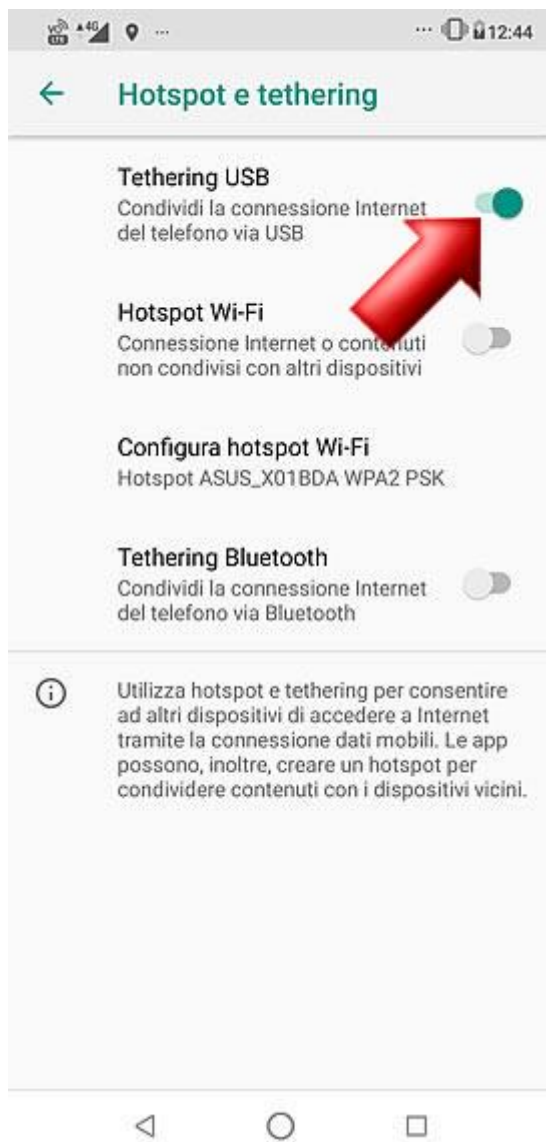 VoD LTE 4G ... ... 12:44
Hotspot e tethering
Tethering USB
Condividi la connessione Internet
del telefono via USB
Hotspot Wi-Fi
Connessione Internet o contenuti
non condivisi con altri dispositivi
Configura hotspot Wi-Fi
Hotspot ASUS_X01BDA WPA2 PSK
Tethering Bluetooth
Condividi la connessione Internet
del telefono via Bluetooth
Utilizza hotspot e tethering per consentire
ad altri dispositivi di accedere a Internet
tramite la connessione dati mobili. Le app
possono, inoltre, creare un hotspot per
condividere contenuti con i dispositivi vicini.